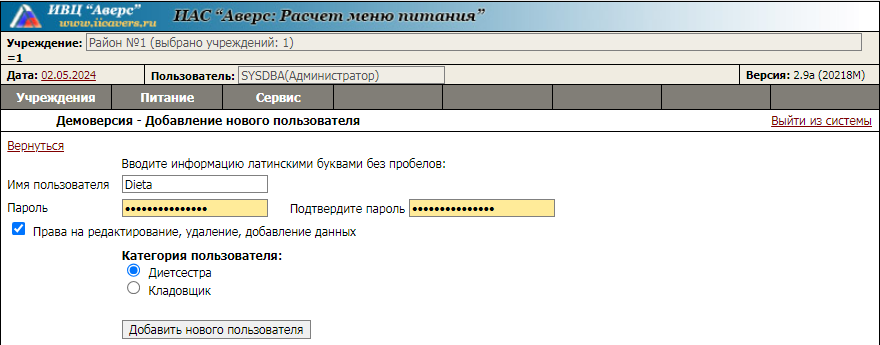 ИВЦ “Аверс” ИАС “Аверс: Расчет меню питания”
www.iicavers.ru
Учреждение: Район №1 (выбрано учреждений: 1)
=1
Дата: 02.05.2024 Пользователь: SYSDBA(Администратор) Версия: 2.9a (20218M)
Учреждения Питание Сервис
Демоверсия - Добавление нового пользователя Выйти из системы
Вернуться
Вводите информацию латинскими буквами без пробелов:
Имя пользователя Dieta
Пароль ••••••••••••••• Подтвердите пароль •••••••••••••••
Права на редактирование, удаление, добавление данных
Категория пользователя:
Диетсестра
Кладовщик
Добавить нового пользователя